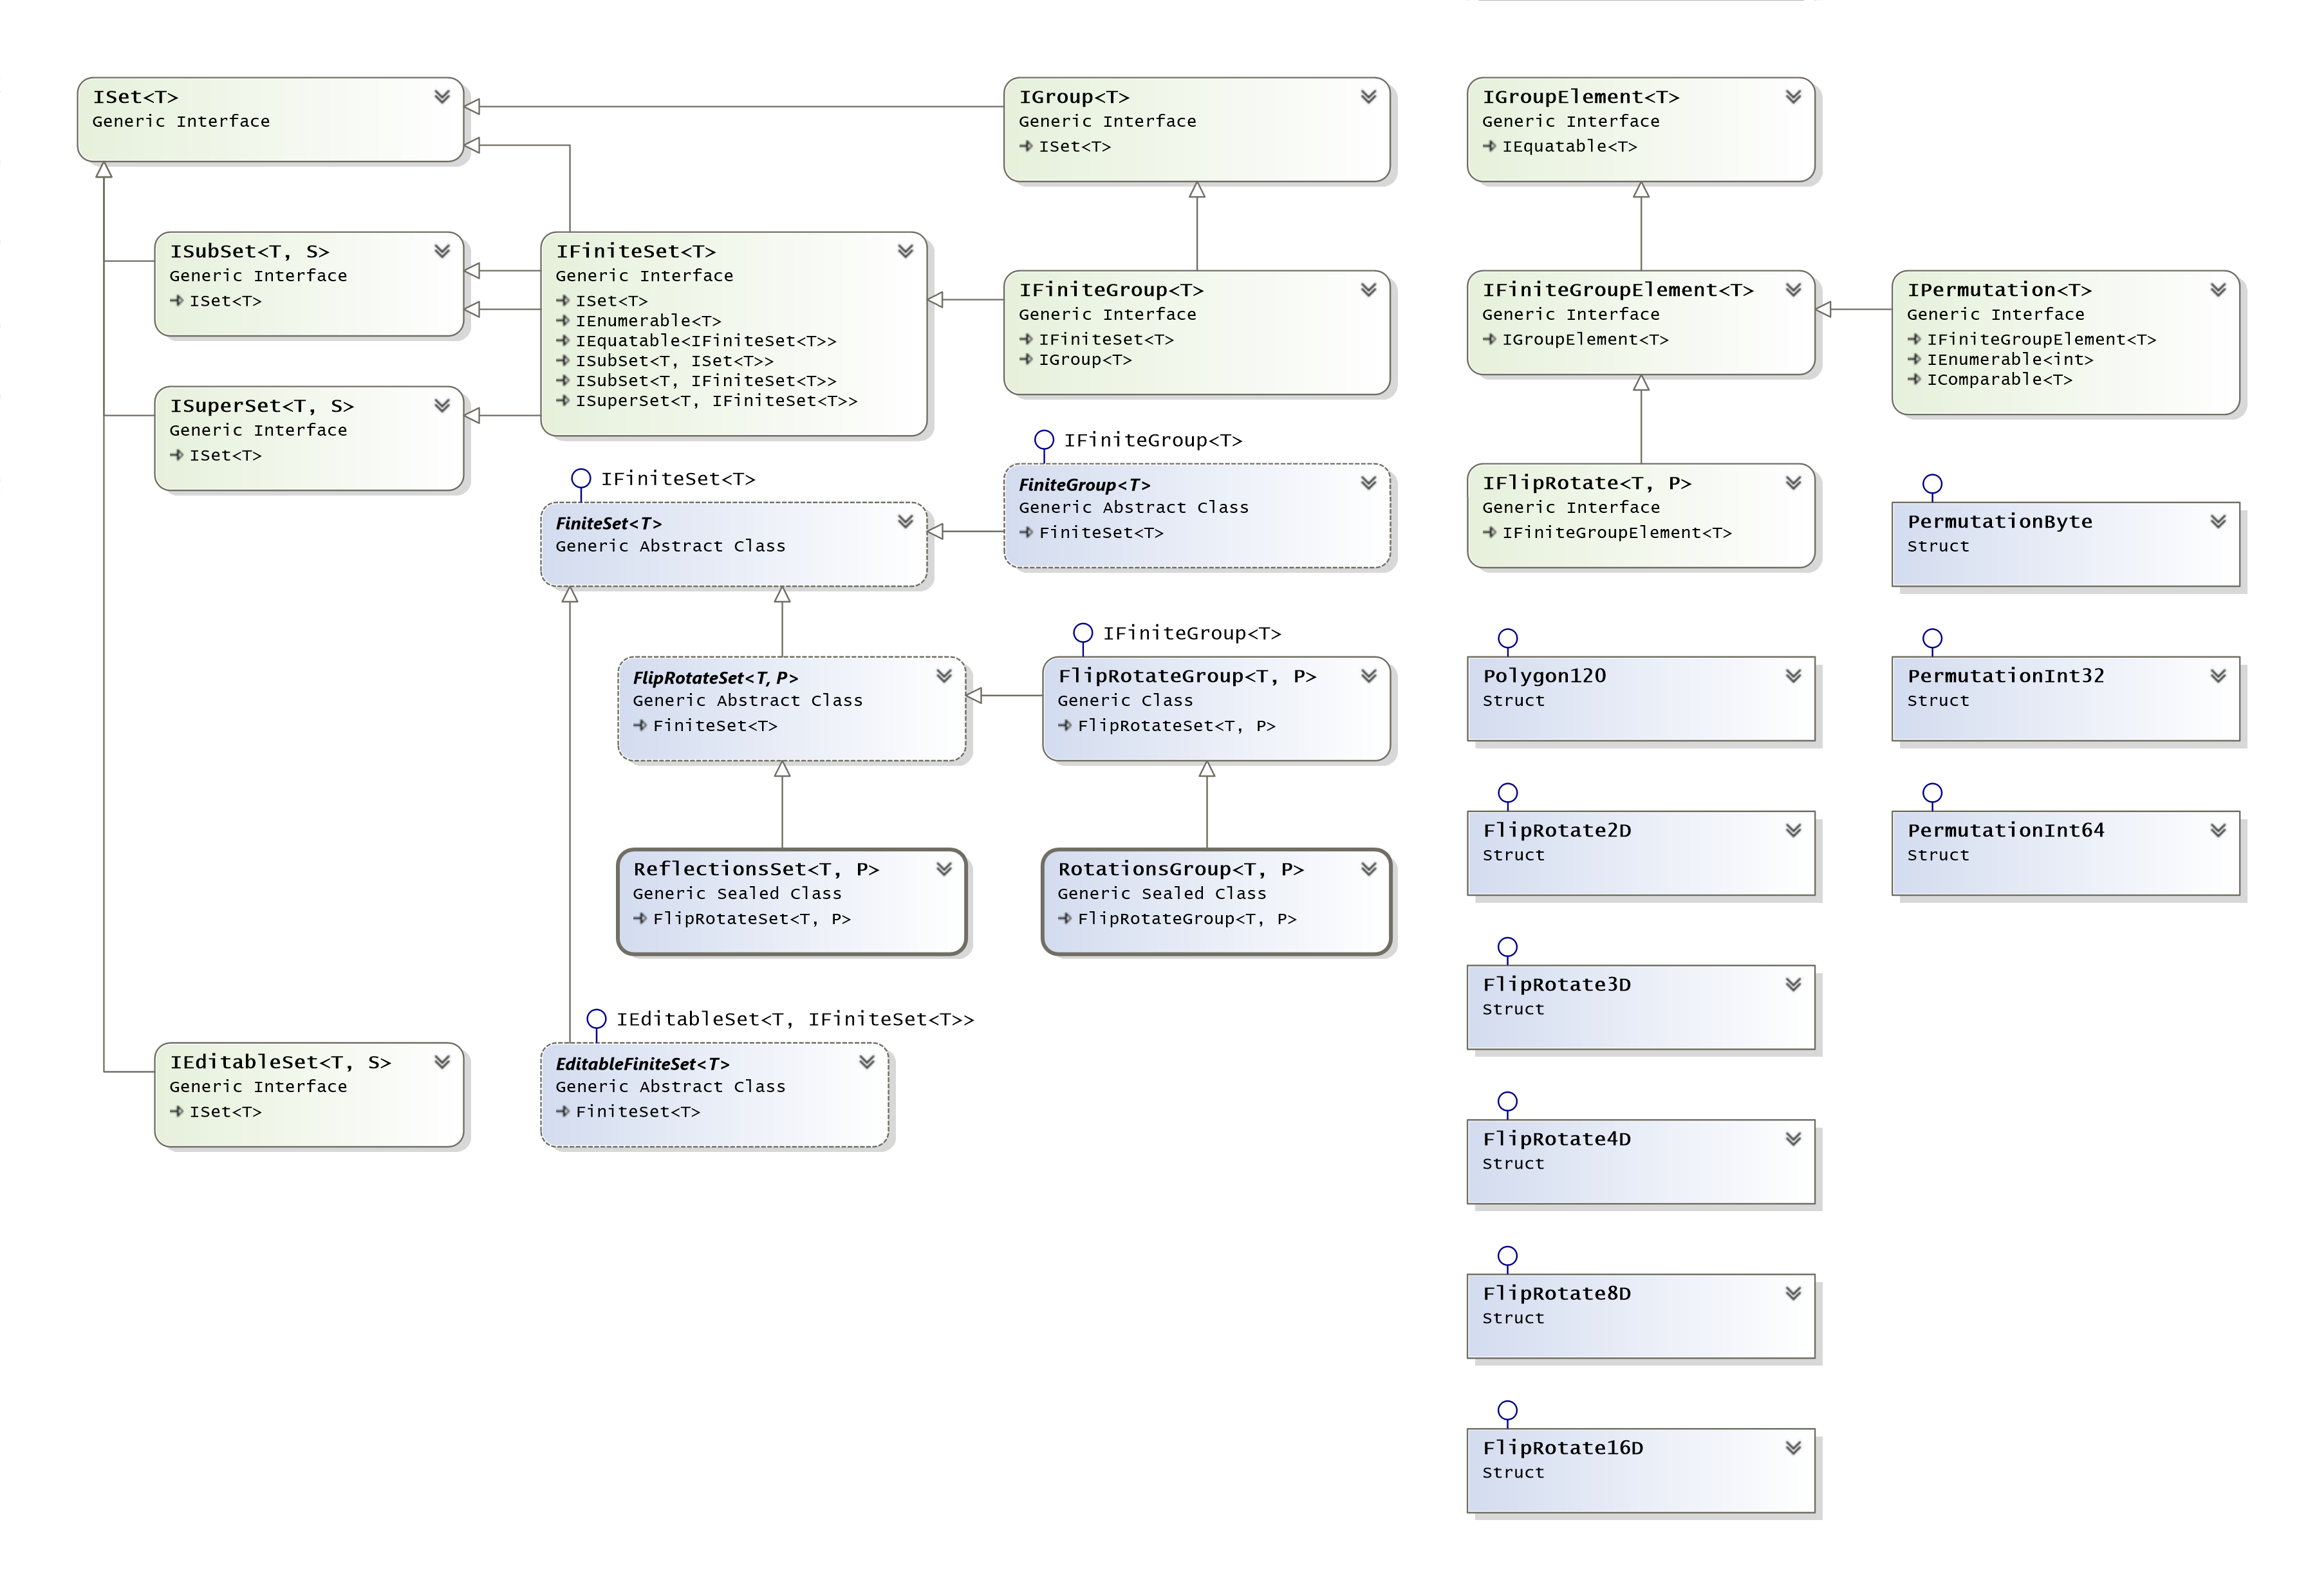 ISet<T>
Generic Interface
IGroup<T>
Generic Interface
ISet<T>
IGroupElement<T>
Generic Interface
IEquatable<T>
ISubSet<T, S>
Generic Interface
ISet<T>
IFiniteSet<T>
Generic Interface
ISet<T>
IEnumerable<T>
IEquatable<IFiniteSet<T>>
ISubSet<T, ISet<T>>
ISubSet<T, IFiniteSet<T>>
ISuperSet<T, IFiniteSet<T>>
IFiniteGroup<T>
Generic Interface
IFiniteSet<T>
IGroup<T>
IFiniteGroupElement<T>
Generic Interface
IGroupElement<T>
IPermutation<T>
Generic Interface
IFiniteGroupElement<T>
IEnumerable<int>
IComparable<T>
ISuperSet<T, S>
Generic Interface
ISet<T>
IFiniteSet<T>
FiniteSet<T>
Generic Abstract Class
IFiniteGroup<T>
FiniteGroup<T>
Generic Abstract Class
FiniteSet<T>
IFlipRotate<T, P>
Generic Interface
IFiniteGroupElement<T>
PermutationByte
Struct
FlipRotateSet<T, P>
Generic Abstract Class
FiniteSet<T>
IFiniteGroup<T>
FlipRotateGroup<T, P>
Generic Class
FlipRotateSet<T, P>
Polygon120
Struct
PermutationInt32
Struct
ReflectionsSet<T, P>
Generic Sealed Class
FlipRotateSet<T, P>
RotationsGroup<T, P>
Generic Sealed Class
FlipRotateGroup<T, P>
FlipRotate2D
Struct
PermutationInt64
Struct
FlipRotate3D
Struct
IEditableSet<T, S>
Generic Interface
ISet<T>
IEditableSet<T, IFiniteSet<T>>
EditableFiniteSet<T>
Generic Abstract Class
FiniteSet<T>
FlipRotate4D
Struct
FlipRotate8D
Struct
FlipRotate16D
Struct